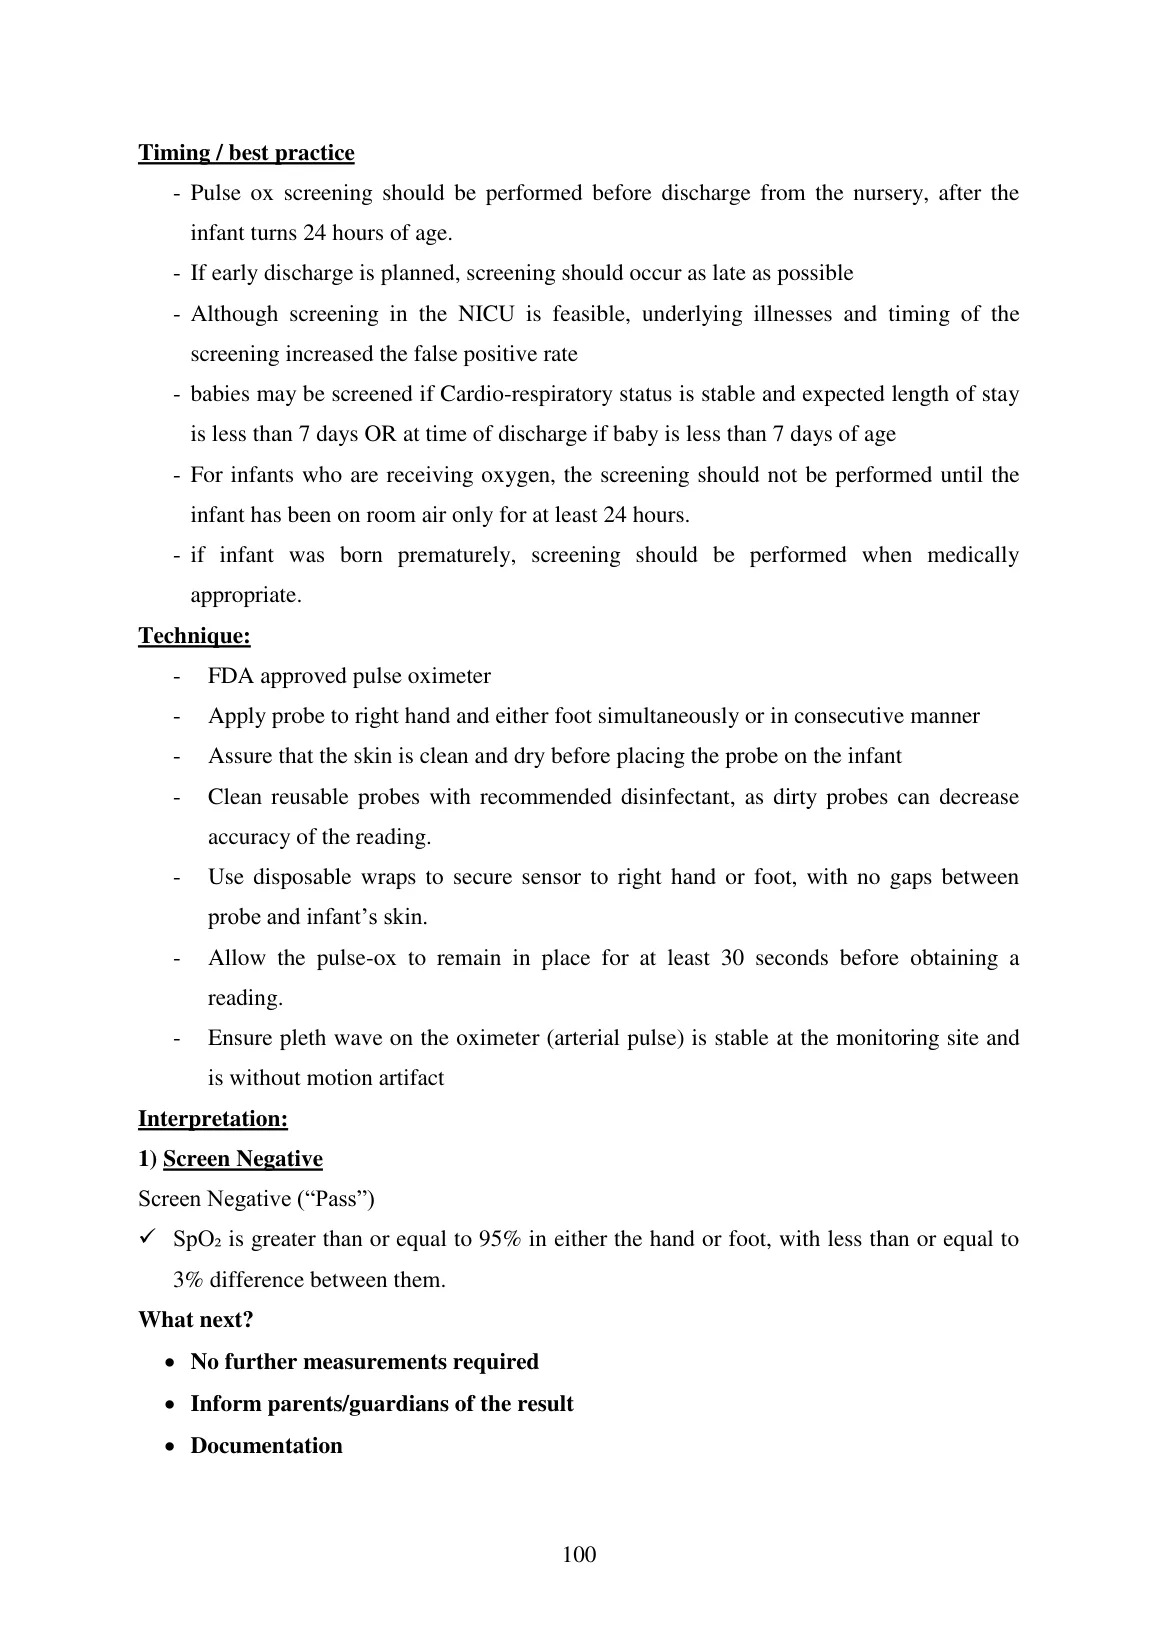 Timing / best practice
- Pulse ox screening should be performed before discharge from the nursery, after the
infant turns 24 hours of age.
- If early discharge is planned, screening should occur as late as possible
- Although screening in the NICU is feasible, underlying illnesses and timing of the
screening increased the false positive rate
- babies may be screened if Cardio-respiratory status is stable and expected length of stay
is less than 7 days OR at time of discharge if baby is less than 7 days of age
- For infants who are receiving oxygen, the screening should not be performed until the
infant has been on room air only for at least 24 hours.
- if infant was born prematurely, screening should be performed when medically
appropriate.
Technique:
- FDA approved pulse oximeter
- Apply probe to right hand and either foot simultaneously or in consecutive manner
- Assure that the skin is clean and dry before placing the probe on the infant
- Clean reusable probes with recommended disinfectant, as dirty probes can decrease
accuracy of the reading.
- Use disposable wraps to secure sensor to right hand or foot, with no gaps between
probe and infant’s skin.
- Allow the pulse-ox to remain in place for at least 30 seconds before obtaining a
reading.
- Ensure pleth wave on the oximeter (arterial pulse) is stable at the monitoring site and
is without motion artifact
Interpretation:
1) Screen Negative
Screen Negative (“Pass”)
✓ SpO₂ is greater than or equal to 95% in either the hand or foot, with less than or equal to
3% difference between them.
What next?
• No further measurements required
• Inform parents/guardians of the result
• Documentation
100